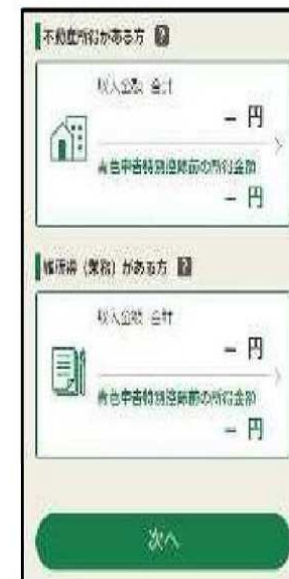 不動産所得がある方 ?
収入金額 合計
– 円
青色申告特別控除前の所得金額
– 円
雑所得（業務）がある方 ?
収入金額 合計
– 円
青色申告特別控除前の所得金額
– 円
次へ